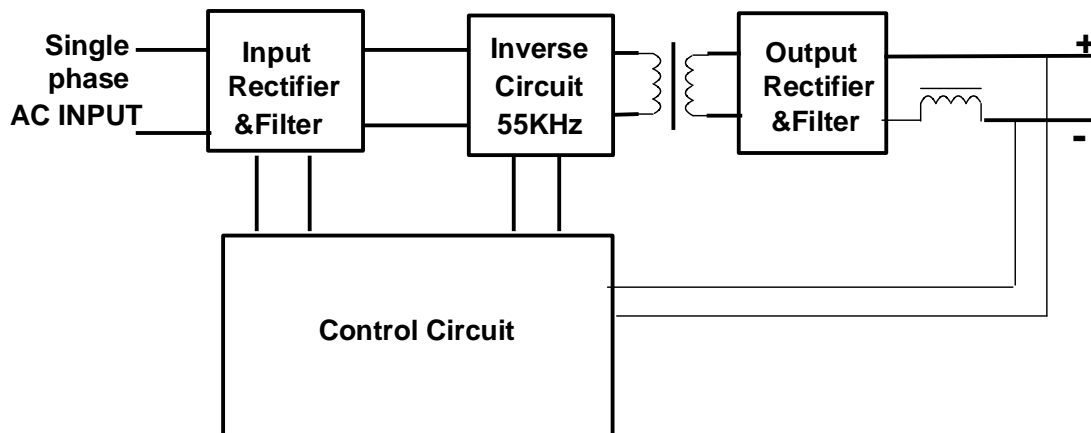 Single
phase
AC INPUT
Input
Rectifier
&Filter
Inverse
Circuit
55KHz
Output
Rectifier
&Filter
+
-
Control Circuit